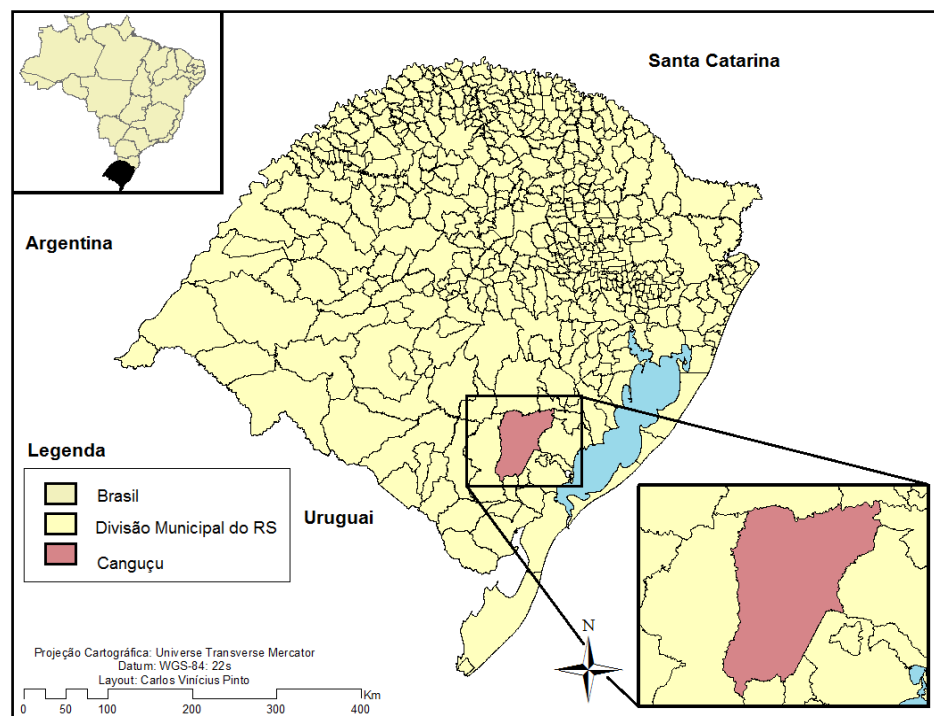 Santa Catarina
Argentina
Uruguai
Legenda
Brasil
Divisão Municipal do RS
Canguçu
Projeção Cartográfica: Universe Transverse Mercator
Datum: WGS-84: 22s
Layout: Carlos Vinícius Pinto
Km
0 50 100 200 300 400
N